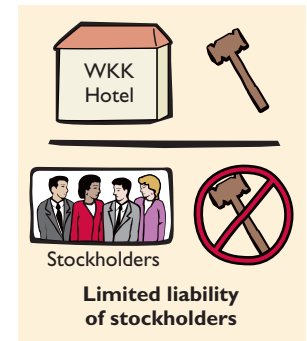 WKK
Hotel
Stockholders
Limited liability
of stockholders